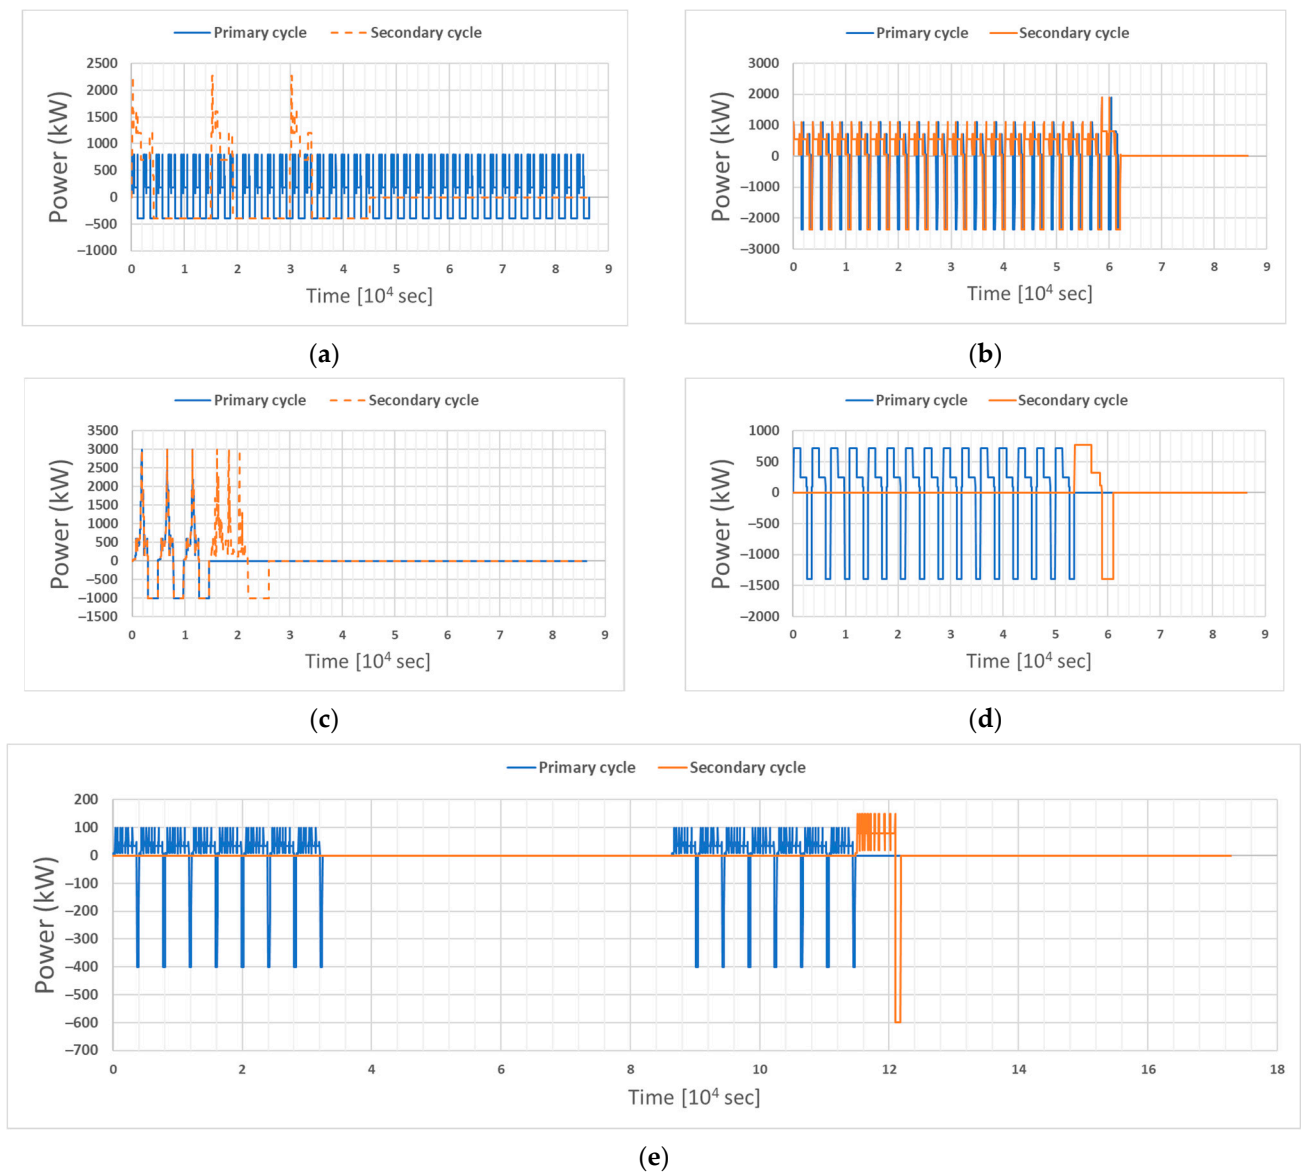 Primary cycle Secondary cycle
Power (kW)
2500
2000
1500
1000
500
0
–500
–1000
0 1 2 3 4 5 6 7 8 9
Time [10⁴ sec]
(a)
Primary cycle Secondary cycle
Power (kW)
3000
2000
1000
0
–1000
–2000
–3000
0 1 2 3 4 5 6 7 8 9
Time [10⁴ sec]
(b)
Primary cycle Secondary cycle
Power (kW)
3500
3000
2500
2000
1500
1000
500
0
–500
–1000
–1500
0 1 2 3 4 5 6 7 8 9
Time [10⁴ sec]
(c)
Primary cycle Secondary cycle
Power (kW)
1000
500
0
–500
–1000
–1500
–2000
0 1 2 3 4 5 6 7 8 9
Time [10⁴ sec]
(d)
Primary cycle Secondary cycle
Power (kW)
200
100
0
–100
–200
–300
–400
–500
–600
–700
0 2 4 6 8 10 12 14 16 18
Time [10⁴ sec]
(e)